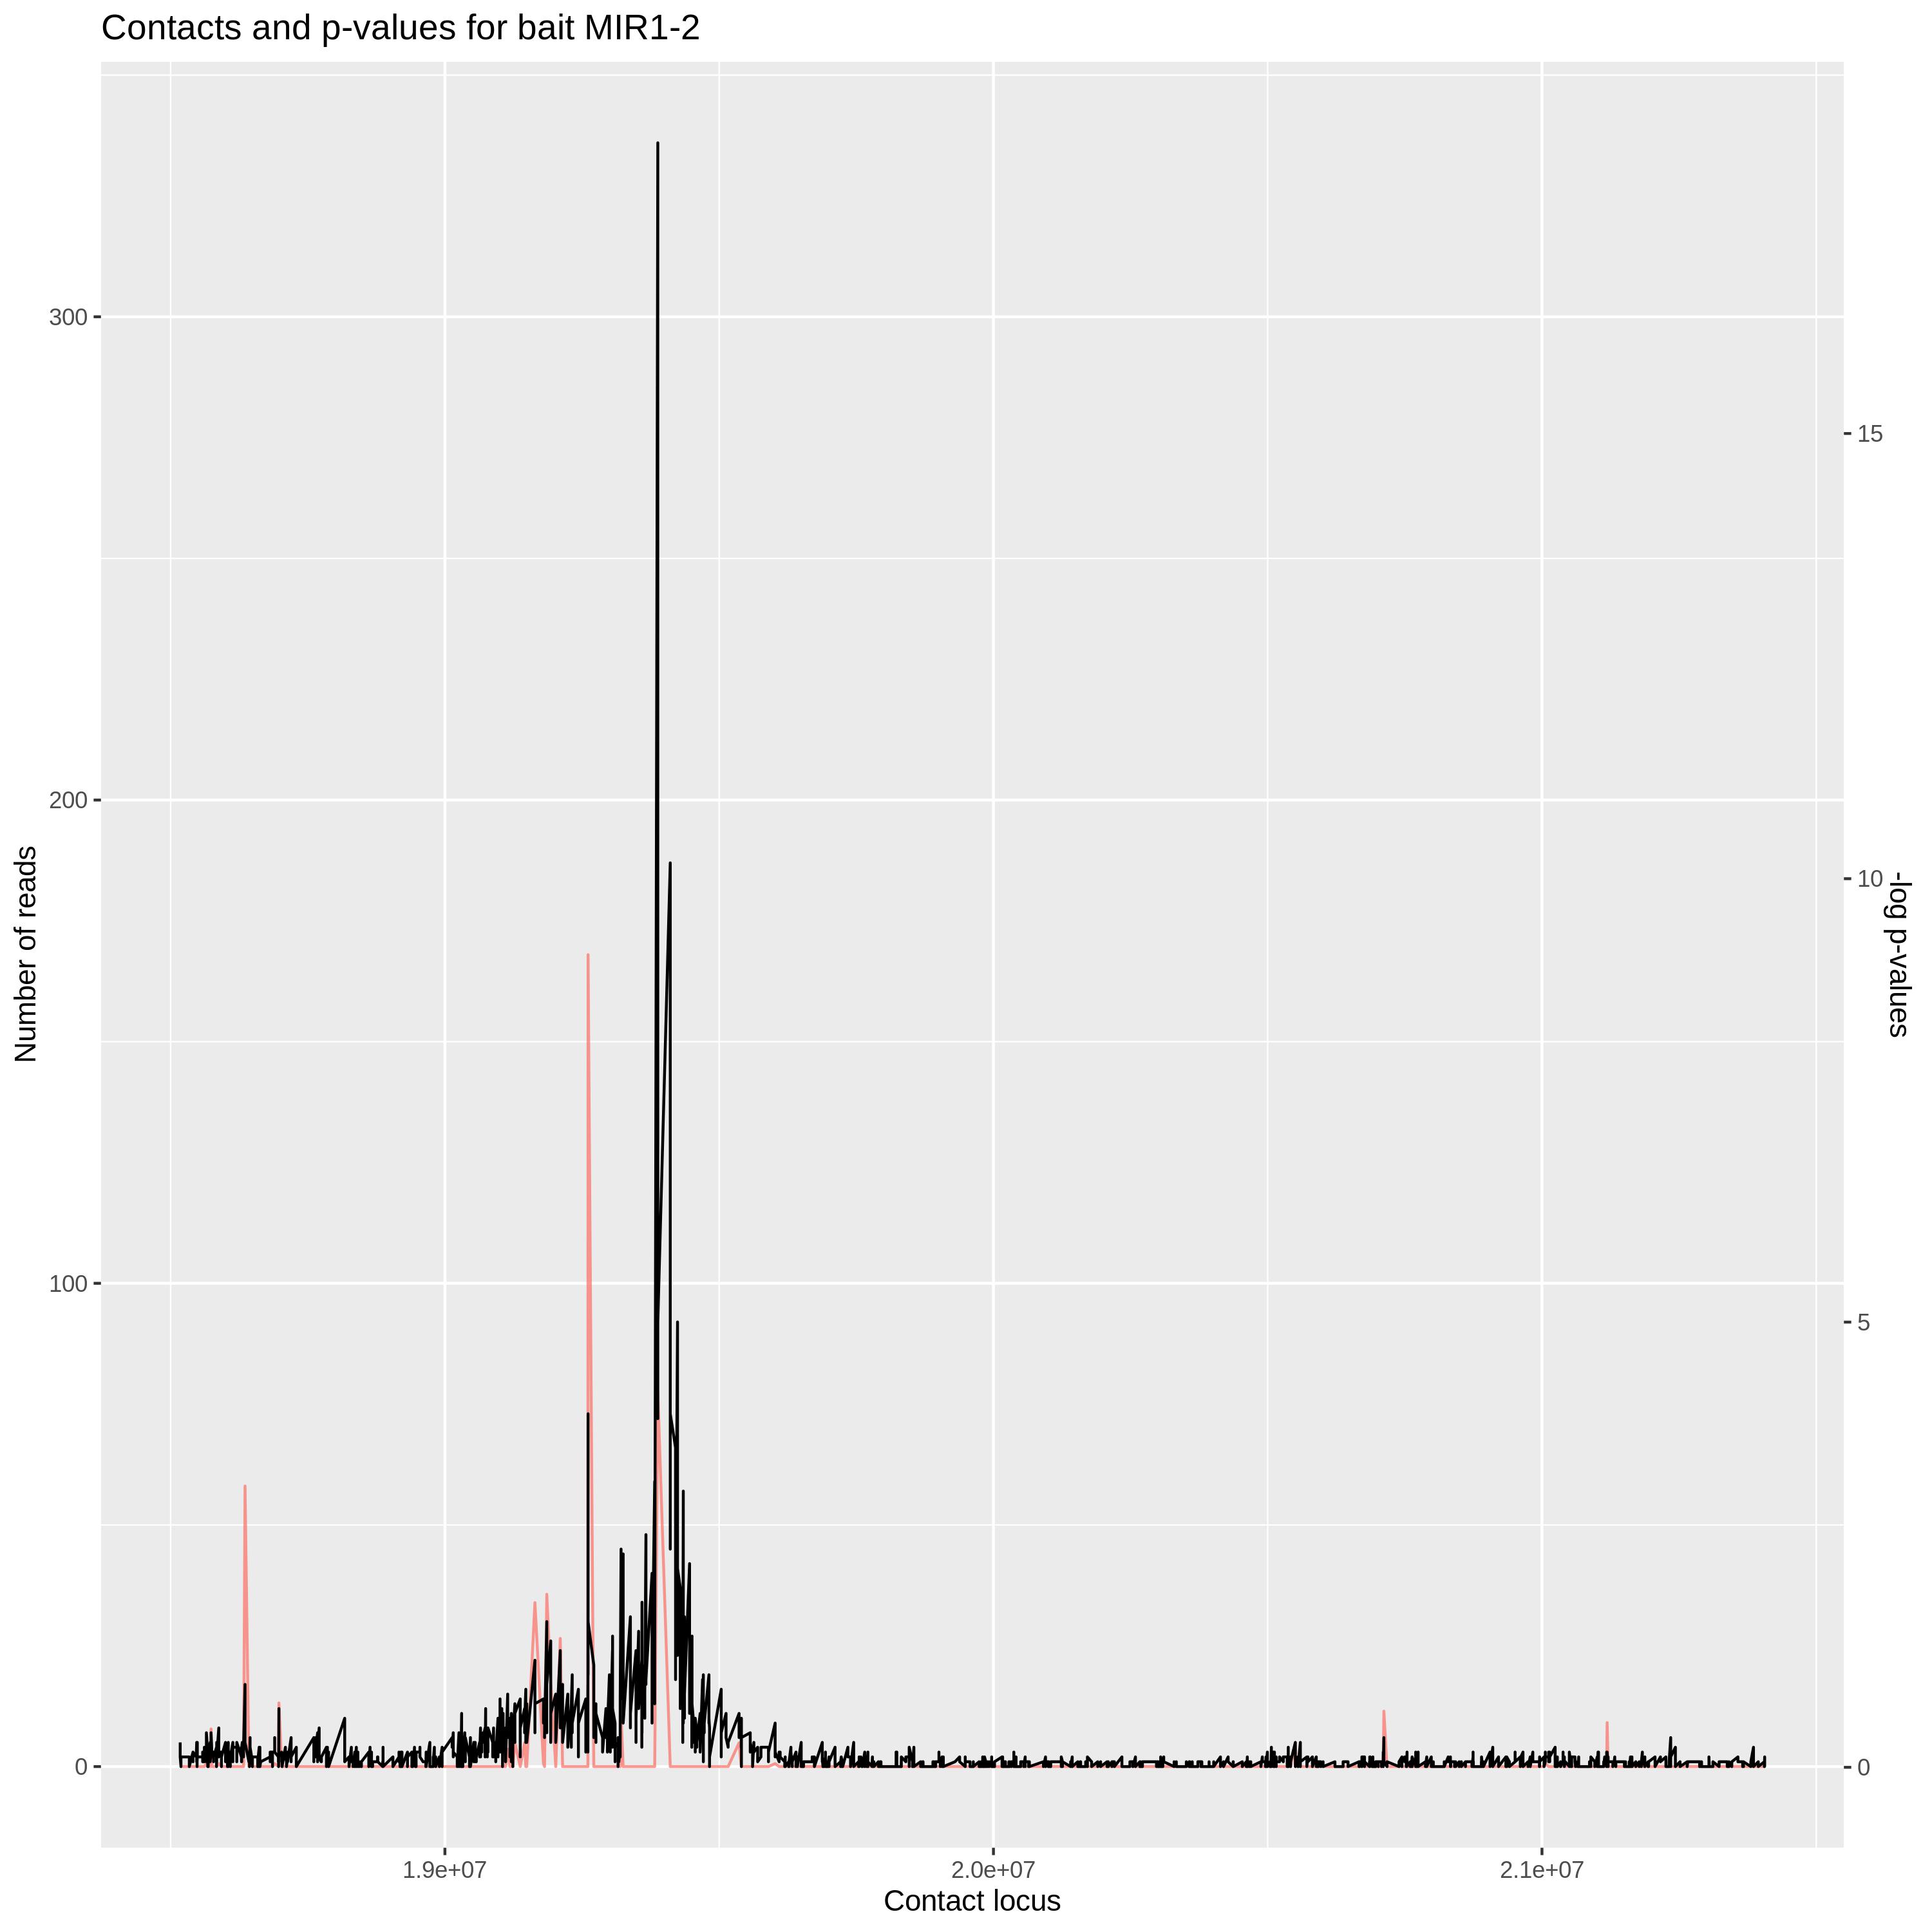 Contacts and p-values for bait MIR1-2
300
200
100
0
Number of reads
15
10
5
0
-log p-values
1.9e+07
2.0e+07
2.1e+07
Contact locus